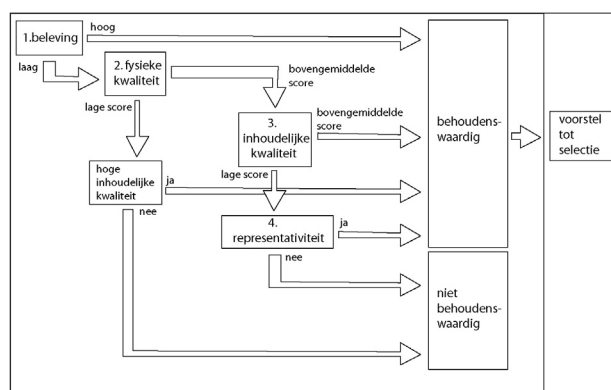 1.beleving
hoog
laag
2. fysieke
kwaliteit
bovengemiddelde
score
lage score
3.
inhoudelijke
kwaliteit
bovengemiddelde
score
behoudens-
waardig
voorstel
tot
selectie
hoge
inhoudelijke
kwaliteit
ja
nee
lage score
4.
representativiteit
ja
nee
niet
behoudens-
waardig